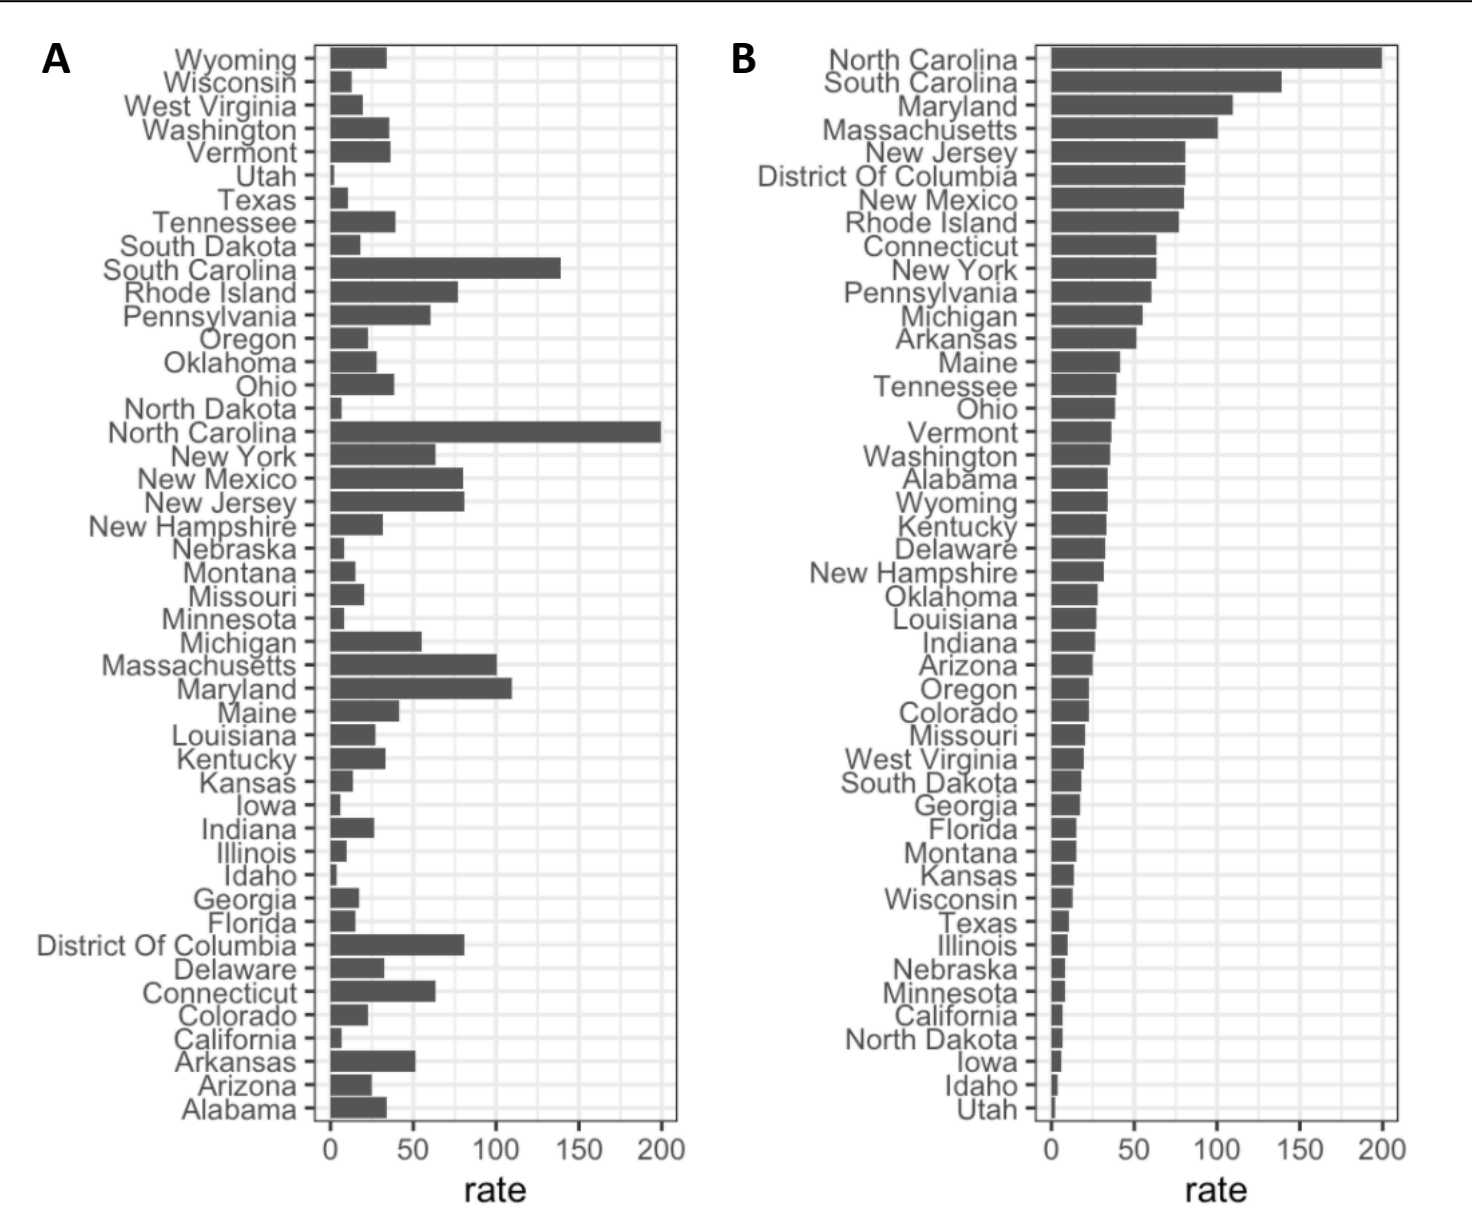 A
Wyoming
Wisconsin
West Virginia
Washington
Vermont
Utah
Texas
Tennessee
South Dakota
South Carolina
Rhode Island
Pennsylvania
Oregon
Oklahoma
Ohio
North Dakota
North Carolina
New York
New Mexico
New Jersey
New Hampshire
Nebraska
Montana
Missouri
Minnesota
Michigan
Massachusetts
Maryland
Maine
Louisiana
Kentucky
Kansas
Iowa
Indiana
Illinois
Idaho
Georgia
Florida
District Of Columbia
Delaware
Connecticut
Colorado
California
Arkansas
Arizona
Alabama
0 50 100 150 200
rate
B
North Carolina
South Carolina
Maryland
Massachusetts
New Jersey
District Of Columbia
New Mexico
Rhode Island
Connecticut
New York
Pennsylvania
Michigan
Arkansas
Maine
Tennessee
Ohio
Vermont
Washington
Alabama
Wyoming
Kentucky
Delaware
New Hampshire
Oklahoma
Louisiana
Indiana
Arizona
Oregon
Colorado
Missouri
West Virginia
South Dakota
Georgia
Florida
Montana
Kansas
Wisconsin
Texas
Illinois
Nebraska
Minnesota
California
North Dakota
Iowa
Idaho
Utah
0 50 100 150 200
rate